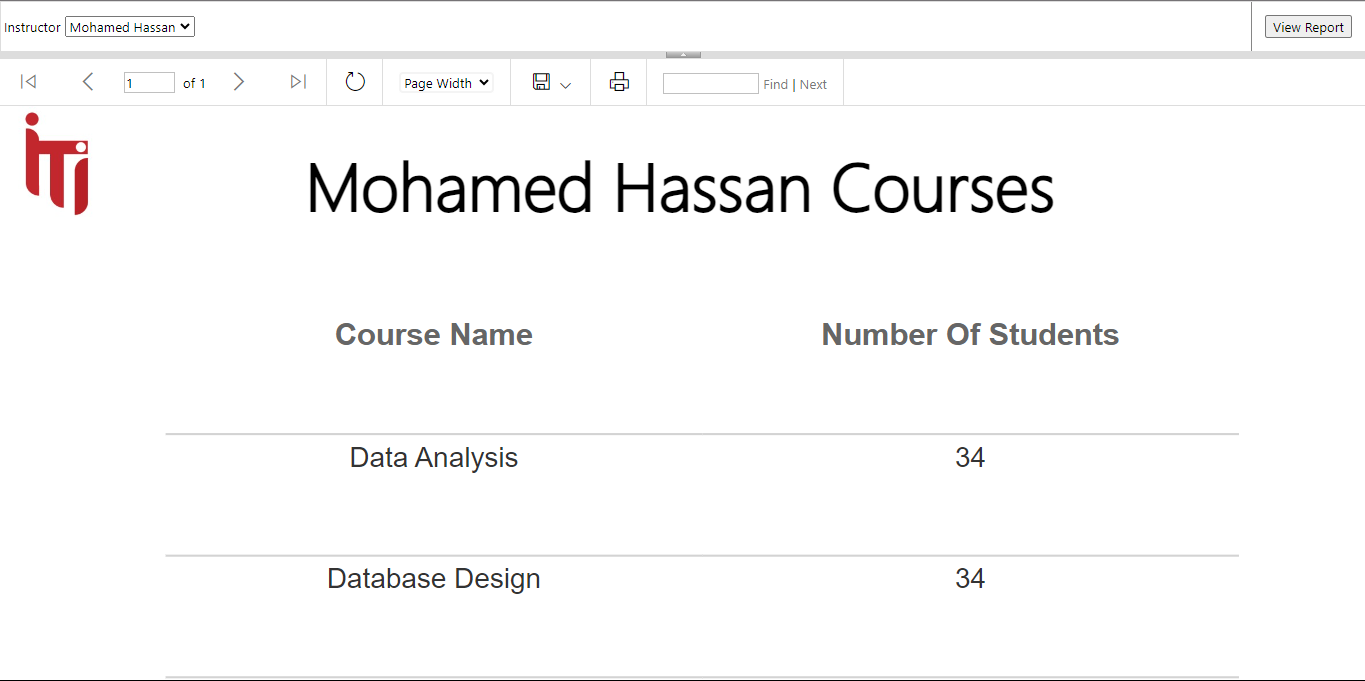 Instructor Mohamed Hassan View Report
1 of 1 Page Width Find | Next
iTi
Mohamed Hassan Courses
Course Name Number Of Students
Data Analysis 34
Database Design 34